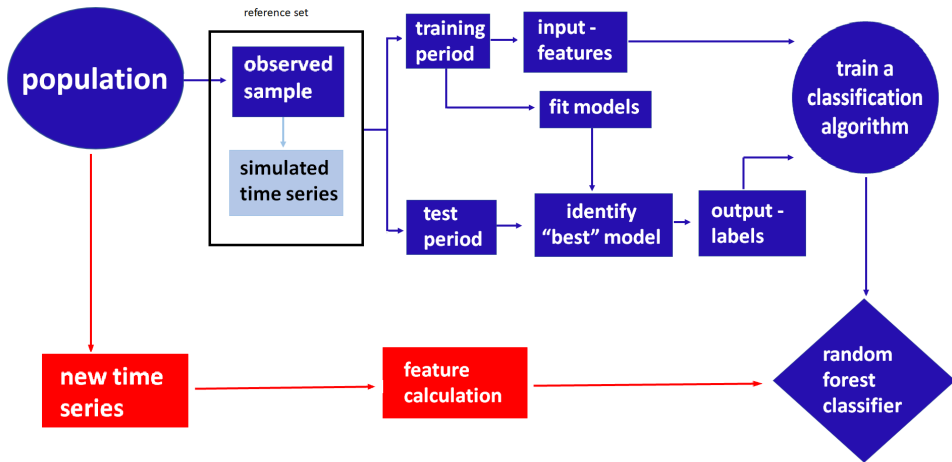 reference set
population
observed
sample
simulated
time series
training
period
input -
features
fit models
test
period
identify
“best” model
output -
labels
train a
classification
algorithm
new time
series
feature
calculation
random
forest
classifier